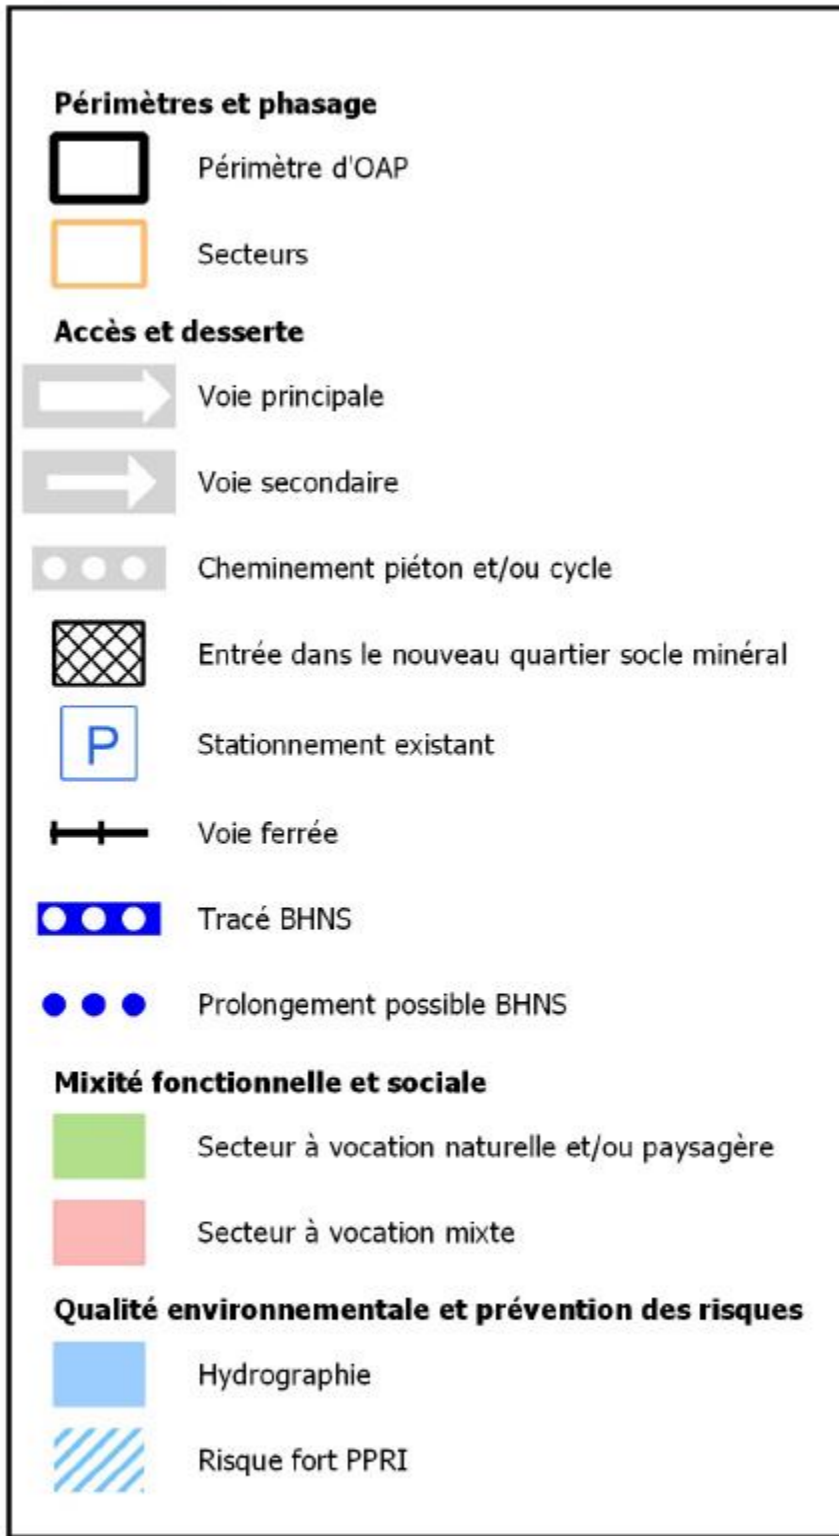 Périmètres et phasage
Périmètre d'OAP
Secteurs
Accès et desserte
Voie principale
Voie secondaire
Cheminement piéton et/ou cycle
Entrée dans le nouveau quartier socle minéral
P
Stationnement existant
Voie ferrée
Tracé BHNS
Prolongement possible BHNS
Mixité fonctionnelle et sociale
Secteur à vocation naturelle et/ou paysagère
Secteur à vocation mixte
Qualité environnementale et prévention des risques
Hydrographie
Risque fort PPRI